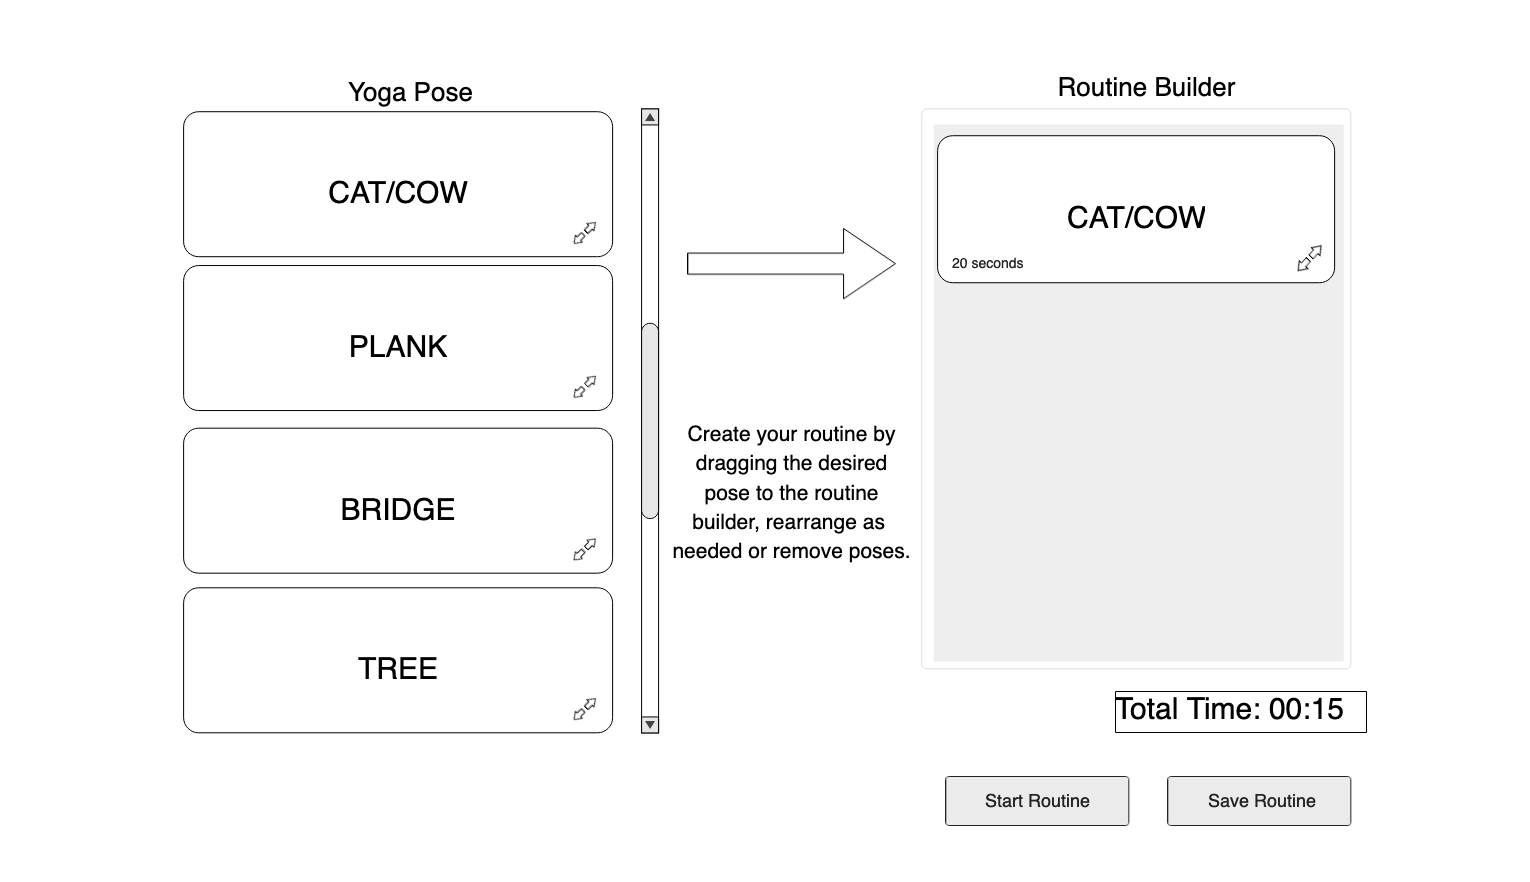 Yoga Pose
CAT/COW
PLANK
BRIDGE
TREE
Create your routine by
dragging the desired
pose to the routine
builder, rearrange as
needed or remove poses.
Routine Builder
CAT/COW
20 seconds
Total Time: 00:15
Start Routine
Save Routine